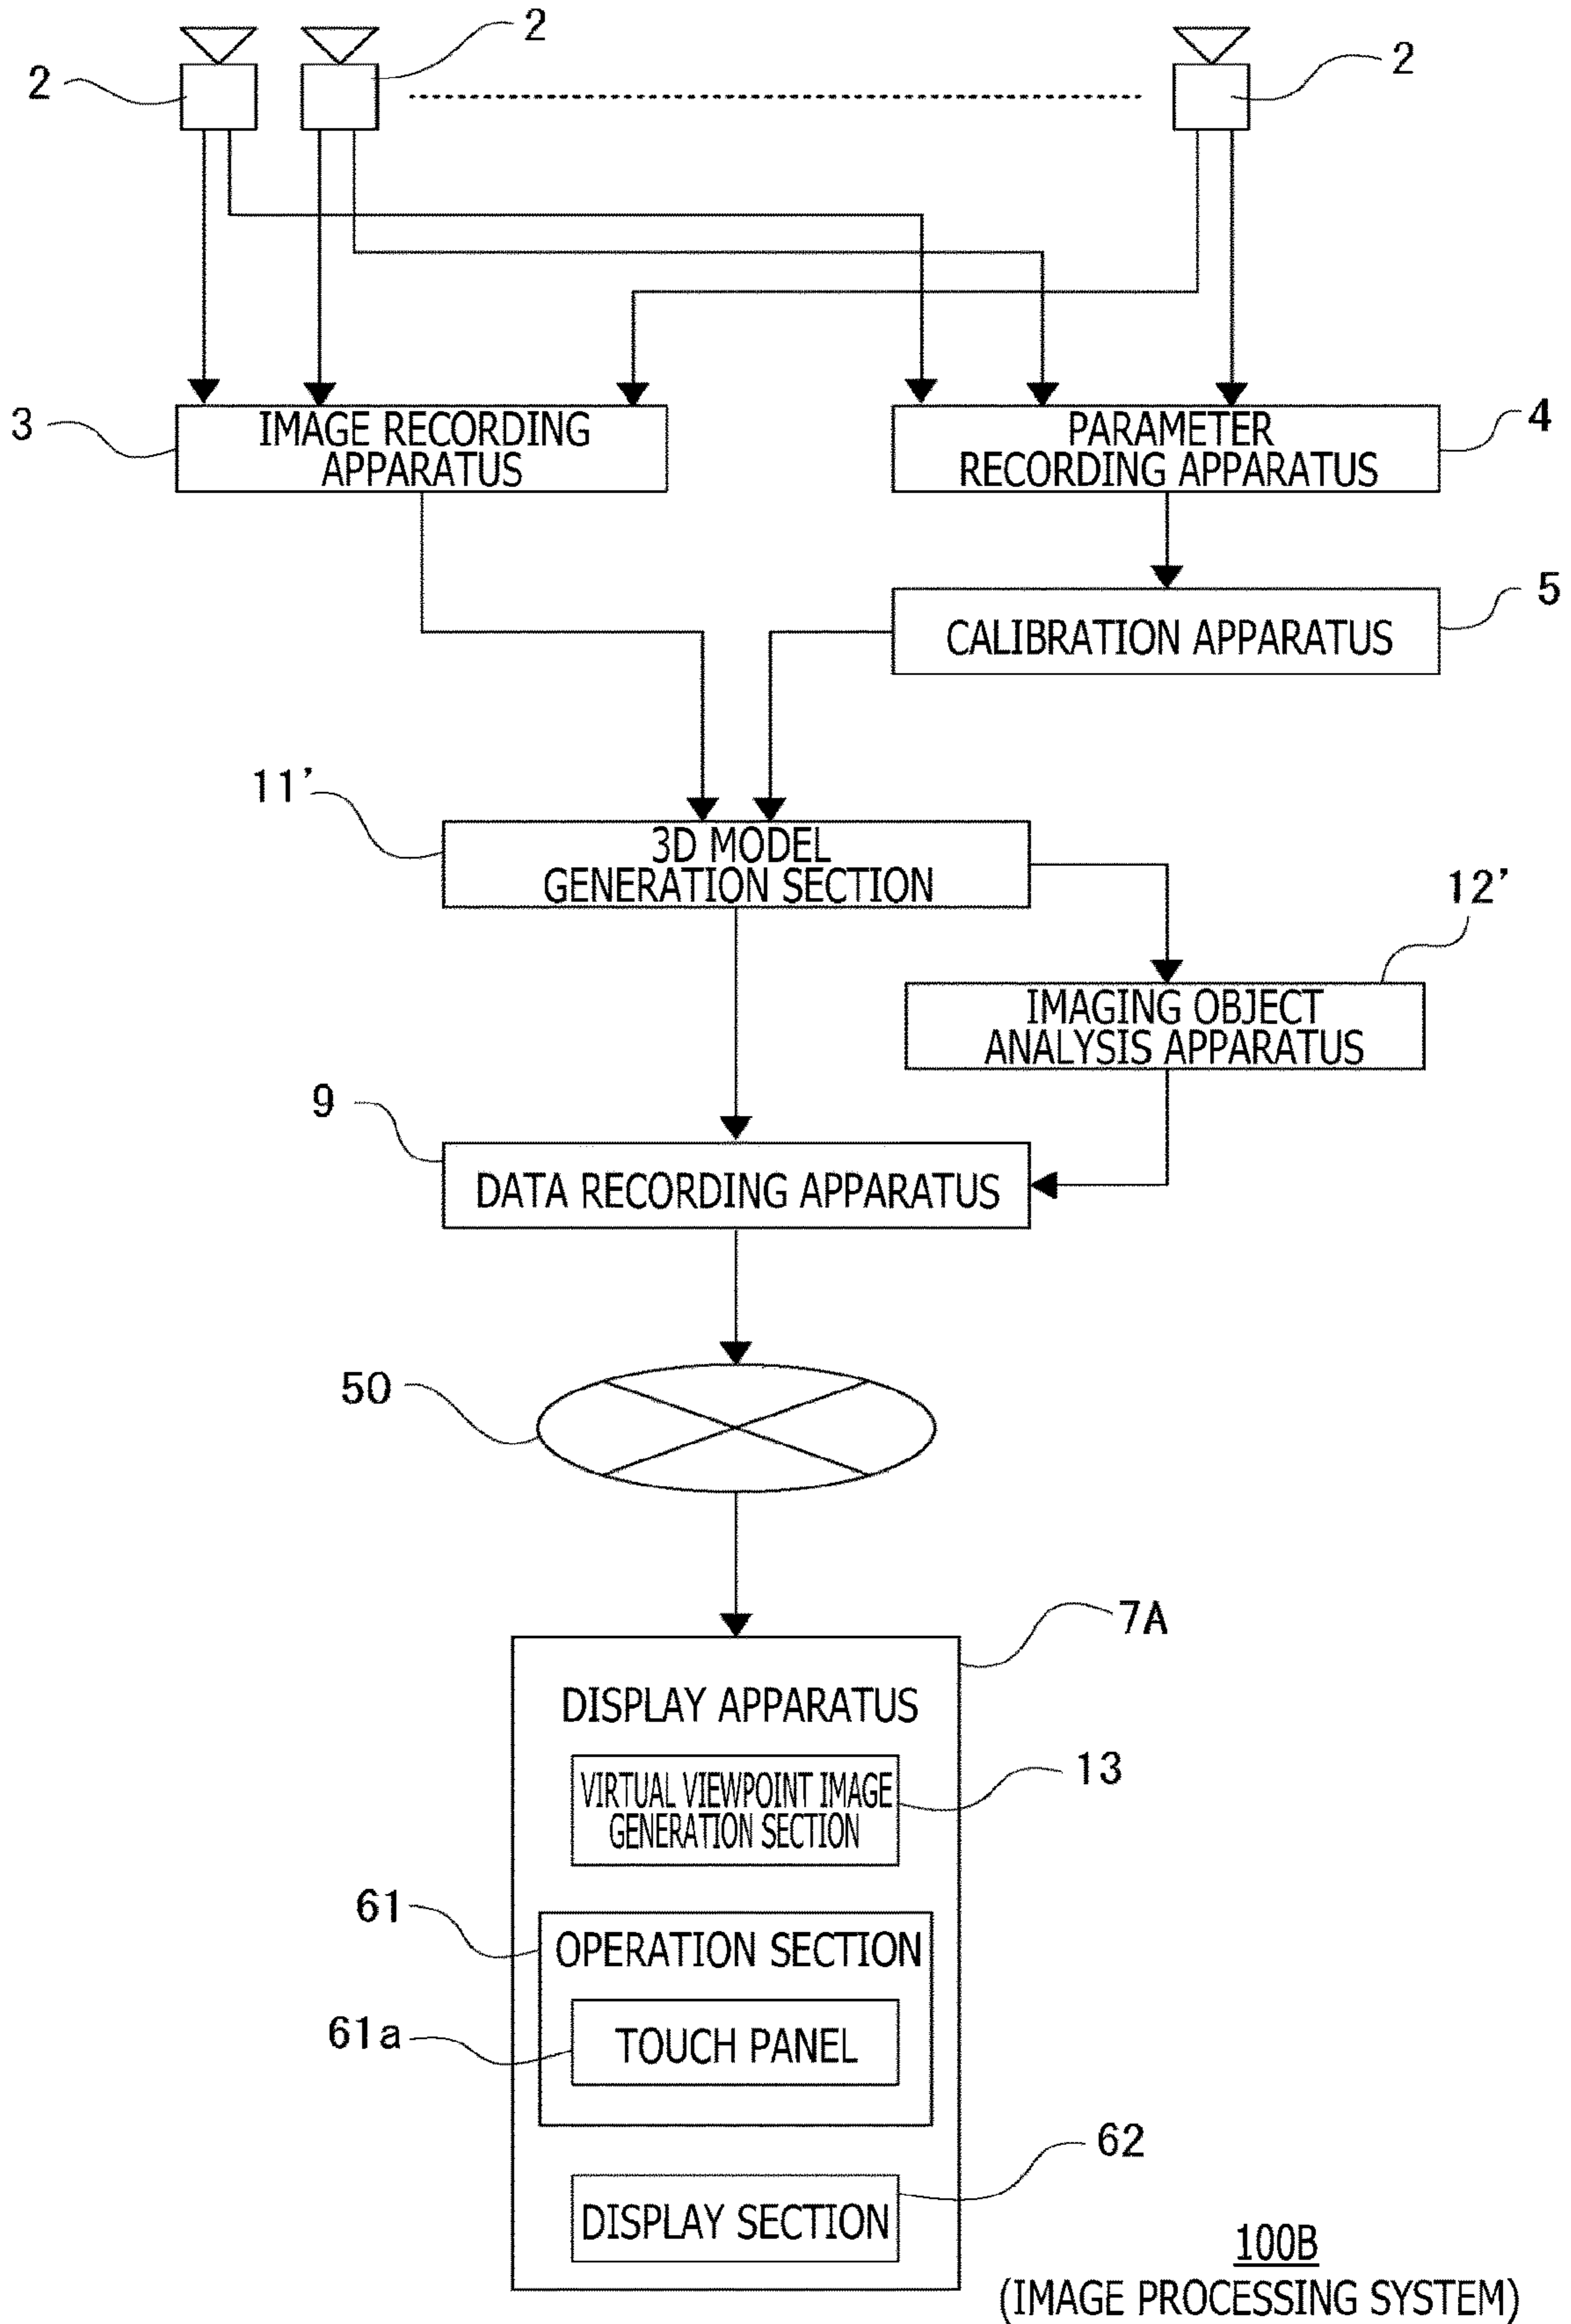 2
2
2
3
IMAGE RECORDING
APPARATUS
PARAMETER
RECORDING APPARATUS
4
CALIBRATION APPARATUS
5
11'
3D MODEL
GENERATION SECTION
12'
IMAGING OBJECT
ANALYSIS APPARATUS
9
DATA RECORDING APPARATUS
50
7A
DISPLAY APPARATUS
VIRTUAL VIEWPOINT IMAGE
GENERATION SECTION
13
61
OPERATION SECTION
61a
TOUCH PANEL
62
DISPLAY SECTION
100B
(IMAGE PROCESSING SYSTEM)